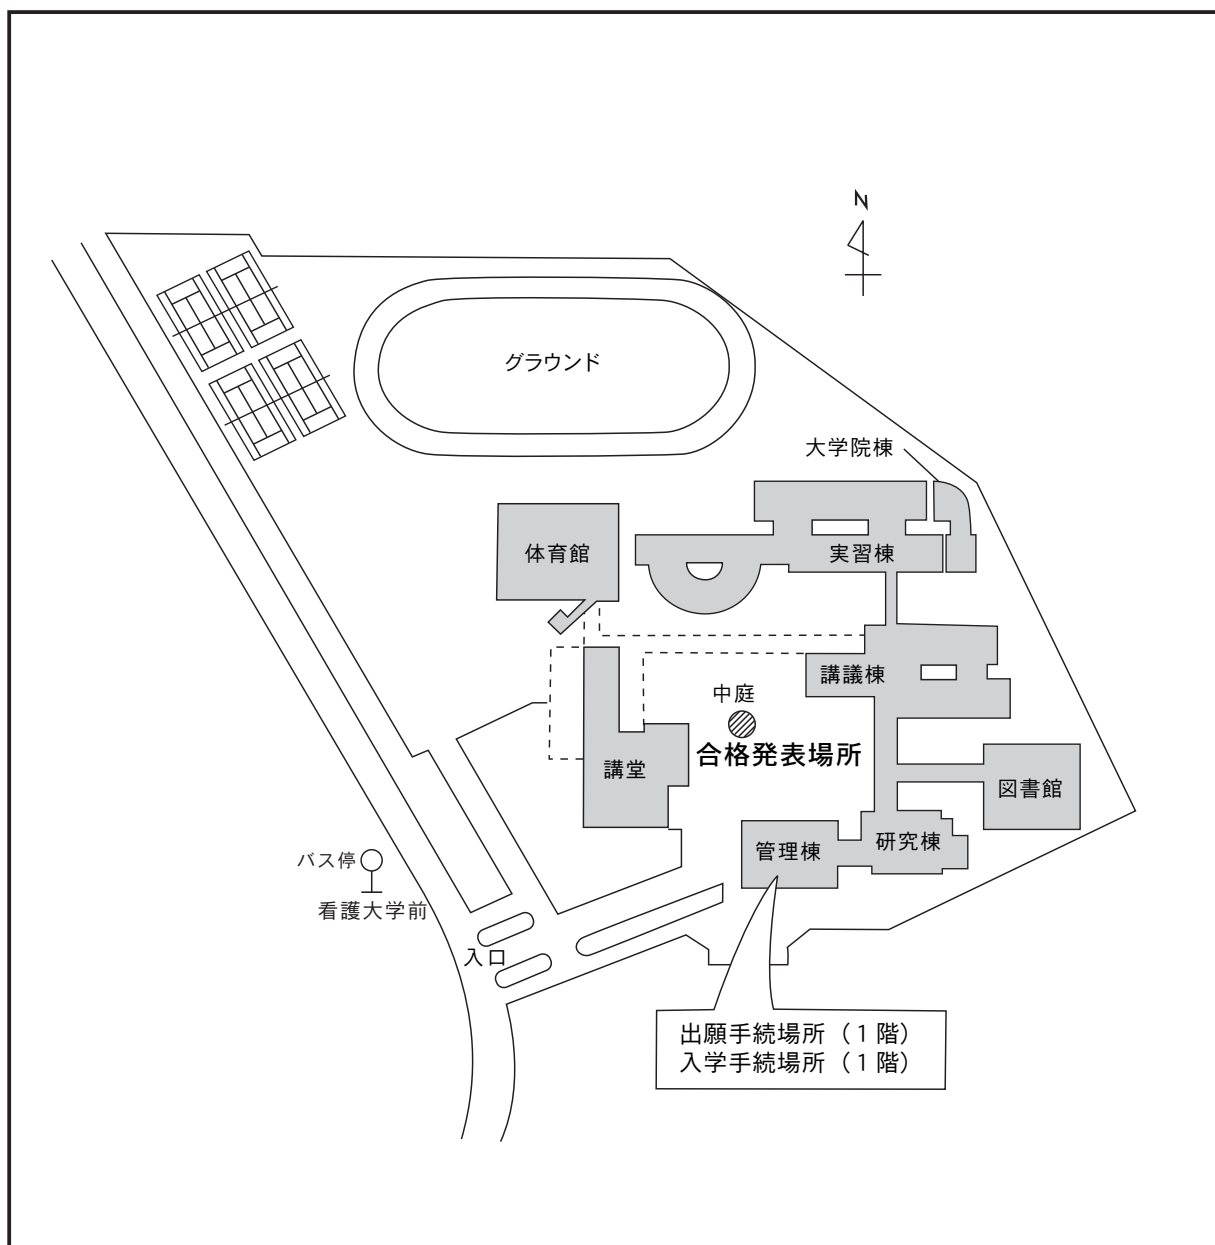 N
グラウンド
大学院棟
体育館
実習棟
講義棟
中庭
合格発表場所
講堂
図書館
研究棟
管理棟
バス停
看護大学前
入口
出願手続場所（１階）
入学手続場所（１階）